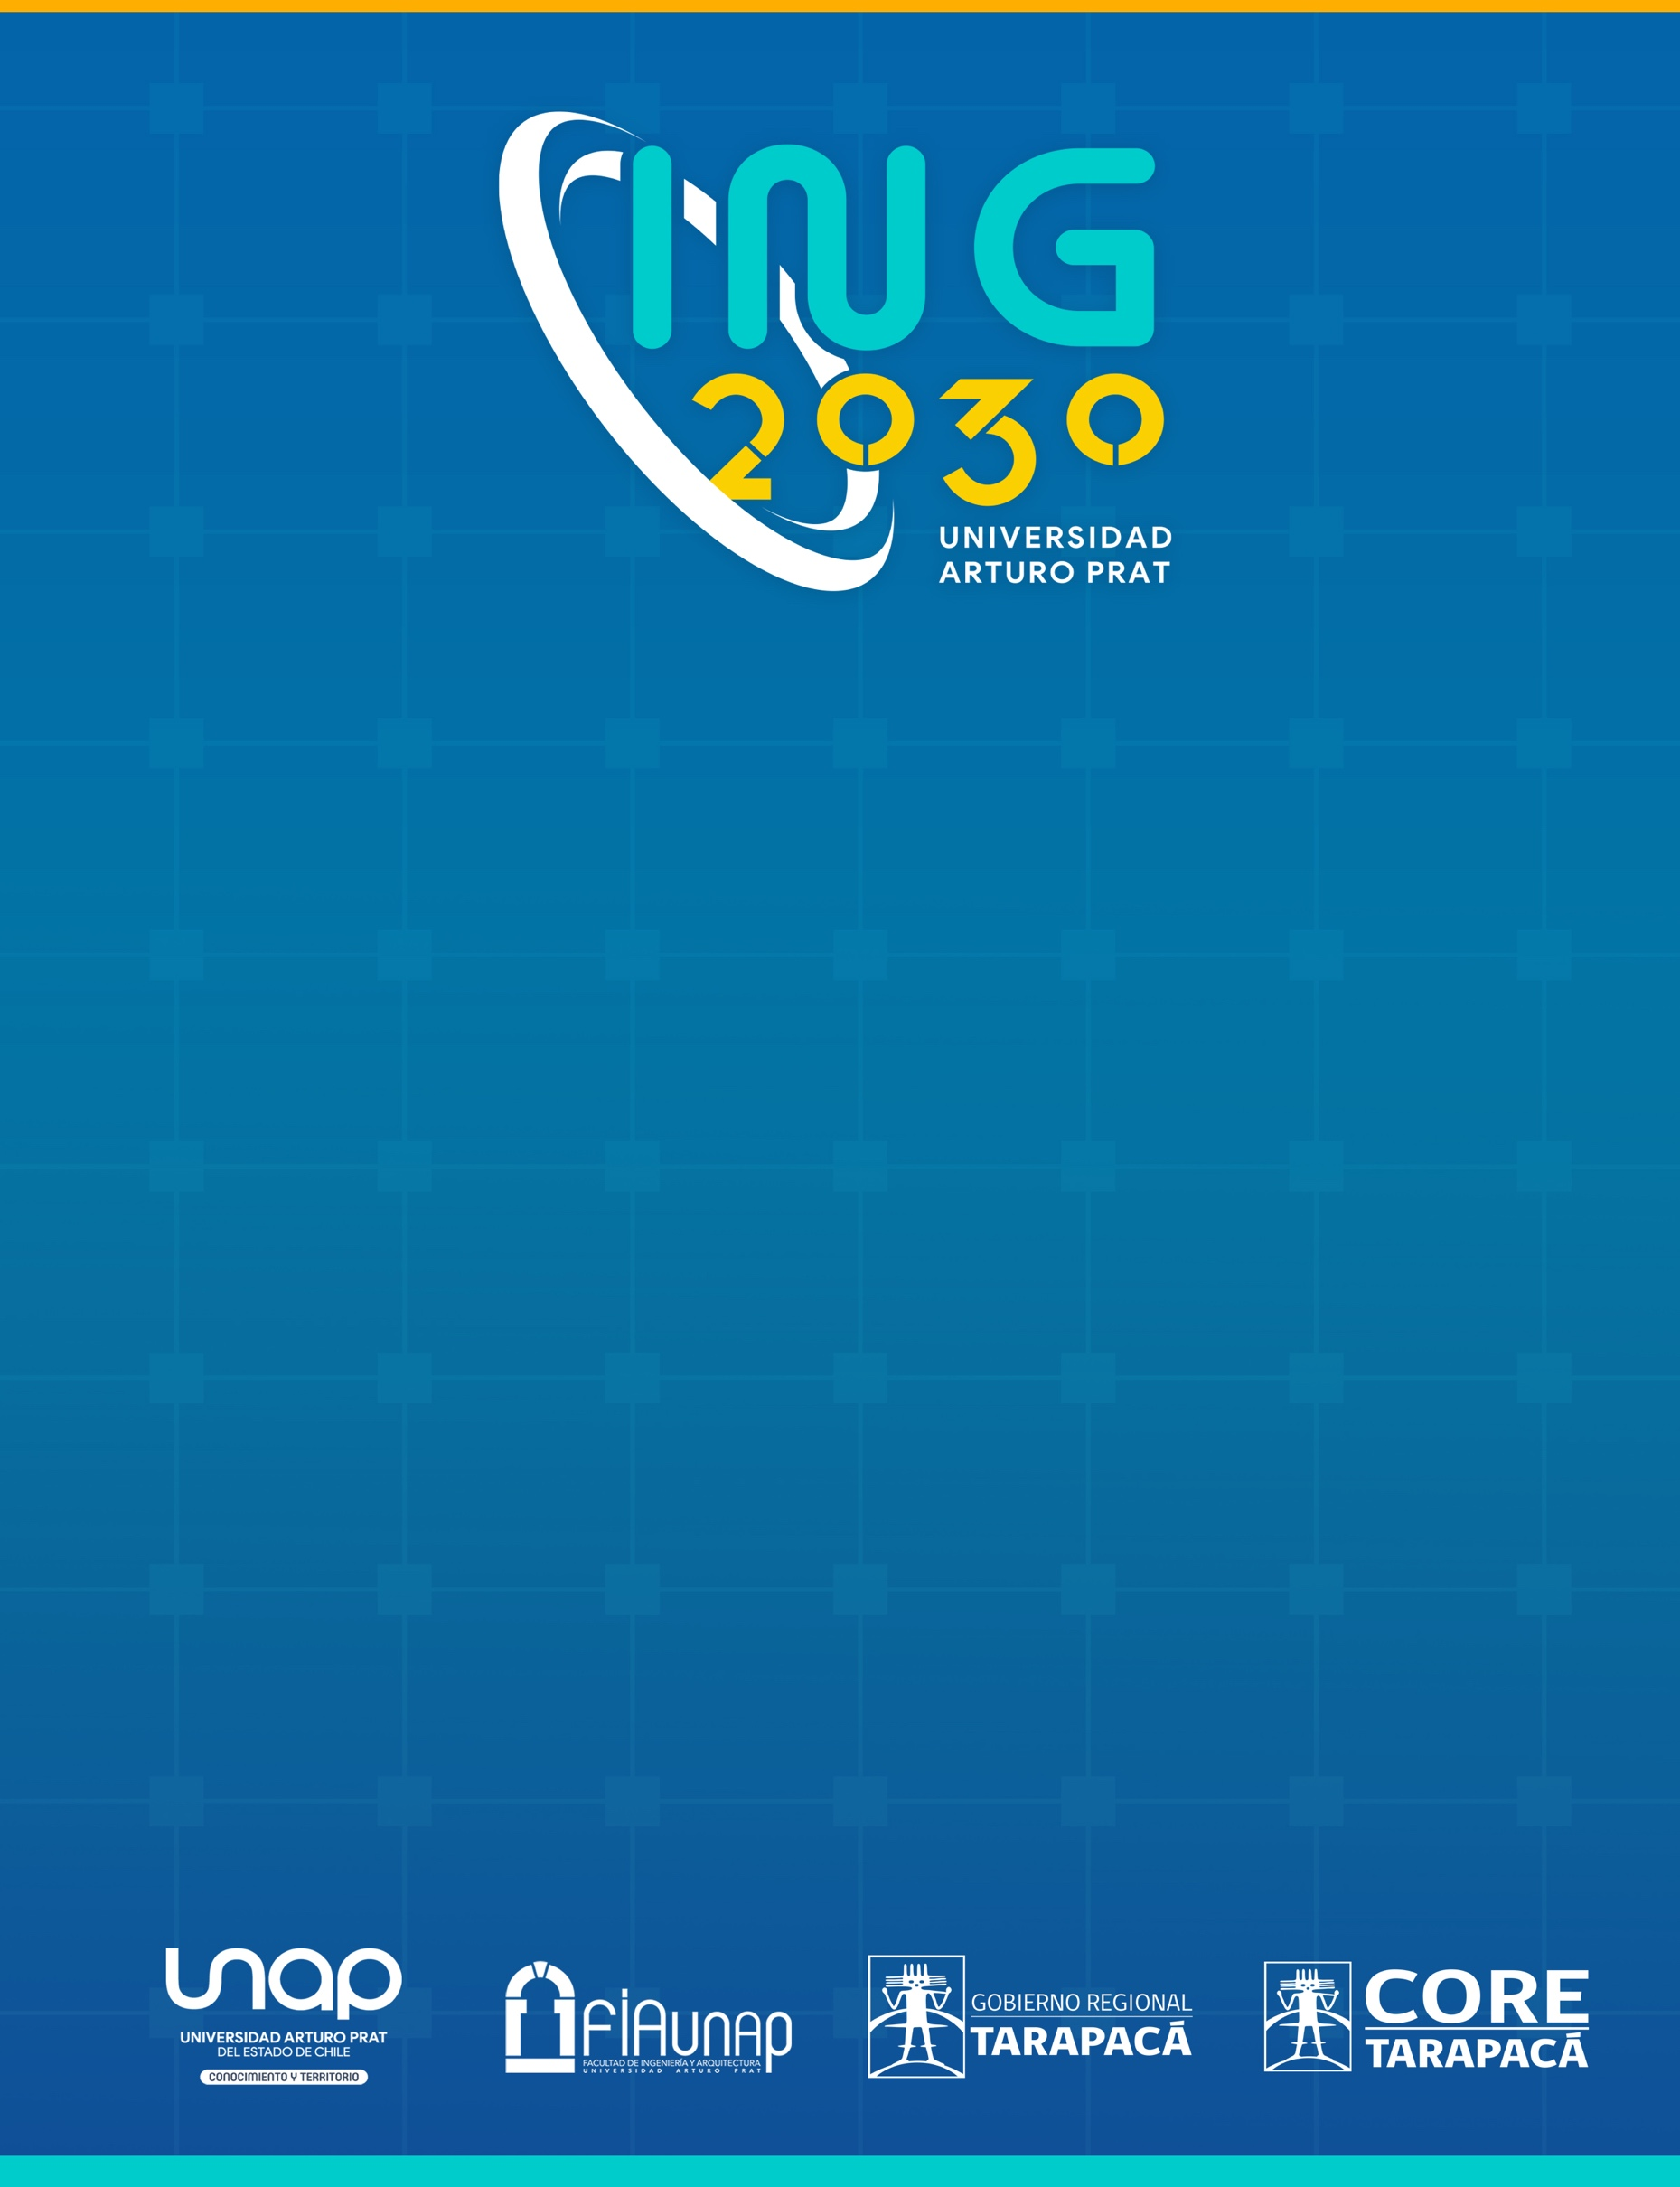 ING
2030
UNIVERSIDAD
ARTURO PRAT
unap
UNIVERSIDAD ARTURO PRAT
DEL ESTADO DE CHILE
CONOCIMIENTO Y TERRITORIO
FIAUNAP
FACULTAD DE INGENIERÍA Y ARQUITECTURA
UNIVERSIDAD ARTURO PRAT
GOBIERNO REGIONAL
TARAPACÁ
CORE
TARAPACÁ